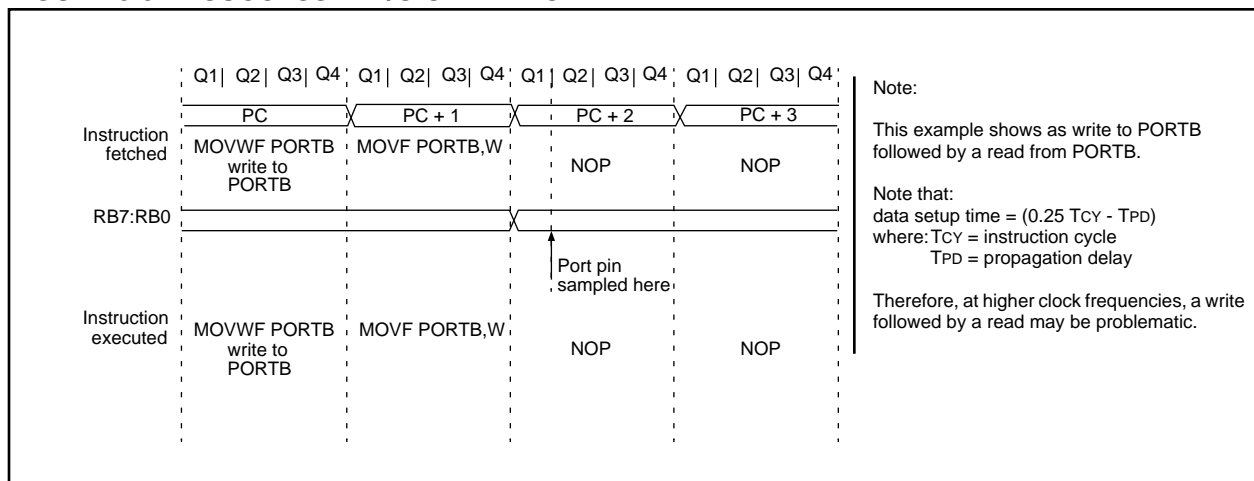 Q1| Q2| Q3| Q4 Q1| Q2| Q3| Q4 Q1| Q2| Q3| Q4 Q1| Q2| Q3| Q4
PC PC + 1 PC + 2 PC + 3
Instruction
fetched
MOVWF PORTB
write to
PORTB
MOVF PORTB,W
NOP
NOP
RB7:RB0
Port pin
sampled here
Instruction
executed
MOVWF PORTB
write to
PORTB
MOVF PORTB,W
NOP
NOP
Note:
This example shows as write to PORTB
followed by a read from PORTB.
Note that:
data setup time = (0.25 TCY - TPD)
where: TCY = instruction cycle
TPD = propagation delay
Therefore, at higher clock frequencies, a write
followed by a read may be problematic.